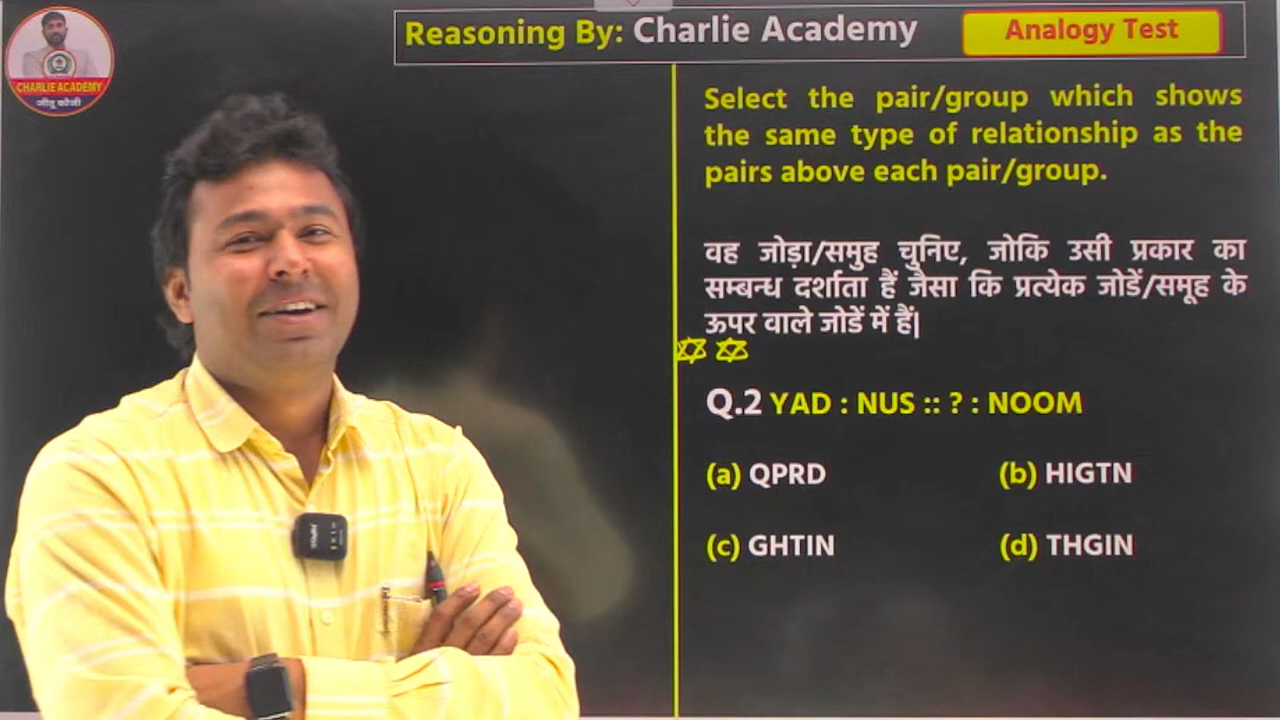 Reasoning By: Charlie Academy
Analogy Test
CHARLIE ACADEMY
जीतू फौजी
Select the pair/group which shows
the same type of relationship as the
pairs above each pair/group.
वह जोड़ा/समुह चुनिए, जोकि उसी प्रकार का
सम्बन्ध दर्शाता हैं जैसा कि प्रत्येक जोडें/समूह के
ऊपर वाले जोडें में हैं|
Q.2 YAD : NUS :: ? : NOOM
(a) QPRD (b) HIGTN
(c) GHTIN (d) THGIN